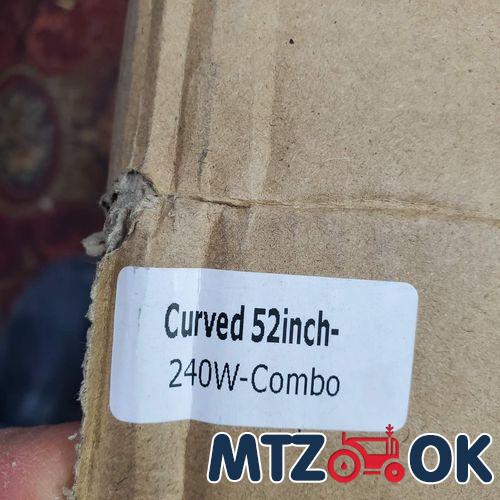 Curved 52inch-
240W-Combo
MTZ OK